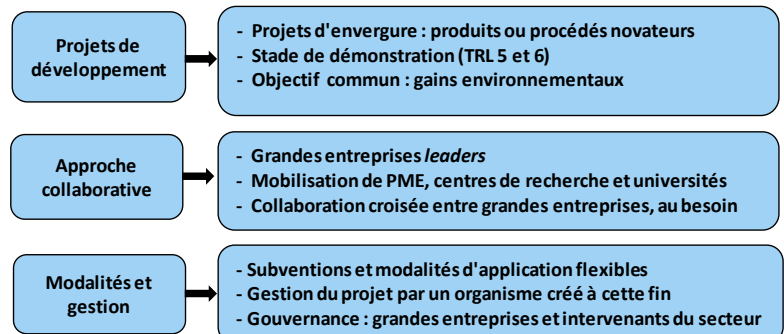 Projets de
développement
- Projets d'envergure : produits ou procédés novateurs
- Stade de démonstration (TRL 5 et 6)
- Objectif commun : gains environnementaux
Approche
collaborative
- Grandes entreprises leaders
- Mobilisation de PME, centres de recherche et universités
- Collaboration croisée entre grandes entreprises, au besoin
Modalités et
gestion
- Subventions et modalités d'application flexibles
- Gestion du projet par un organisme créé à cette fin
- Gouvernance : grandes entreprises et intervenants du secteur